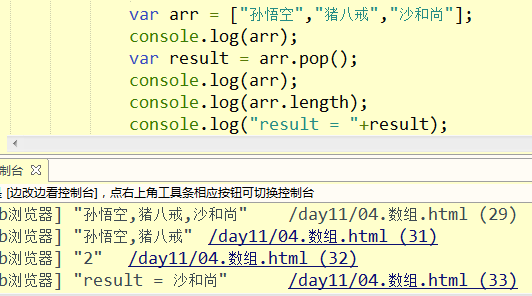 var arr = ["孙悟空","猪八戒","沙和尚"];
console.log(arr);
var result = arr.pop();
console.log(arr);
console.log(arr.length);
console.log("result = "+result);
制台
[边改边看控制台]，点右上角工具条相应按钮可切换控制台
b浏览器] "孙悟空,猪八戒,沙和尚" /day11/04.数组.html (29)
b浏览器] "孙悟空,猪八戒" /day11/04.数组.html (31)
b浏览器] "2" /day11/04.数组.html (32)
b浏览器] "result = 沙和尚" /day11/04.数组.html (33)